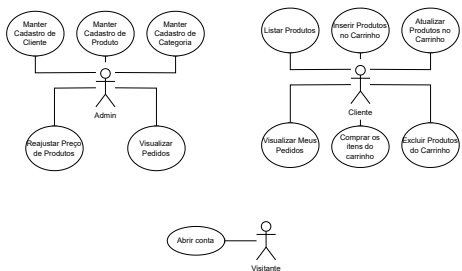 Manter
Cadastro de
Cliente
Manter
Cadastro de
Produto
Manter
Cadastro de
Categoria
Admin
Reajustar Preço
de Produtos
Visualizar
Pedidos
Listar Produtos
Inserir Produtos
no Carrinho
Atualizar
Produtos no
Carrinho
Cliente
Visualizar Meus
Pedidos
Comprar os
itens do
carrinho
Excluir Produtos
do Carrinho
Abrir conta
Visitante